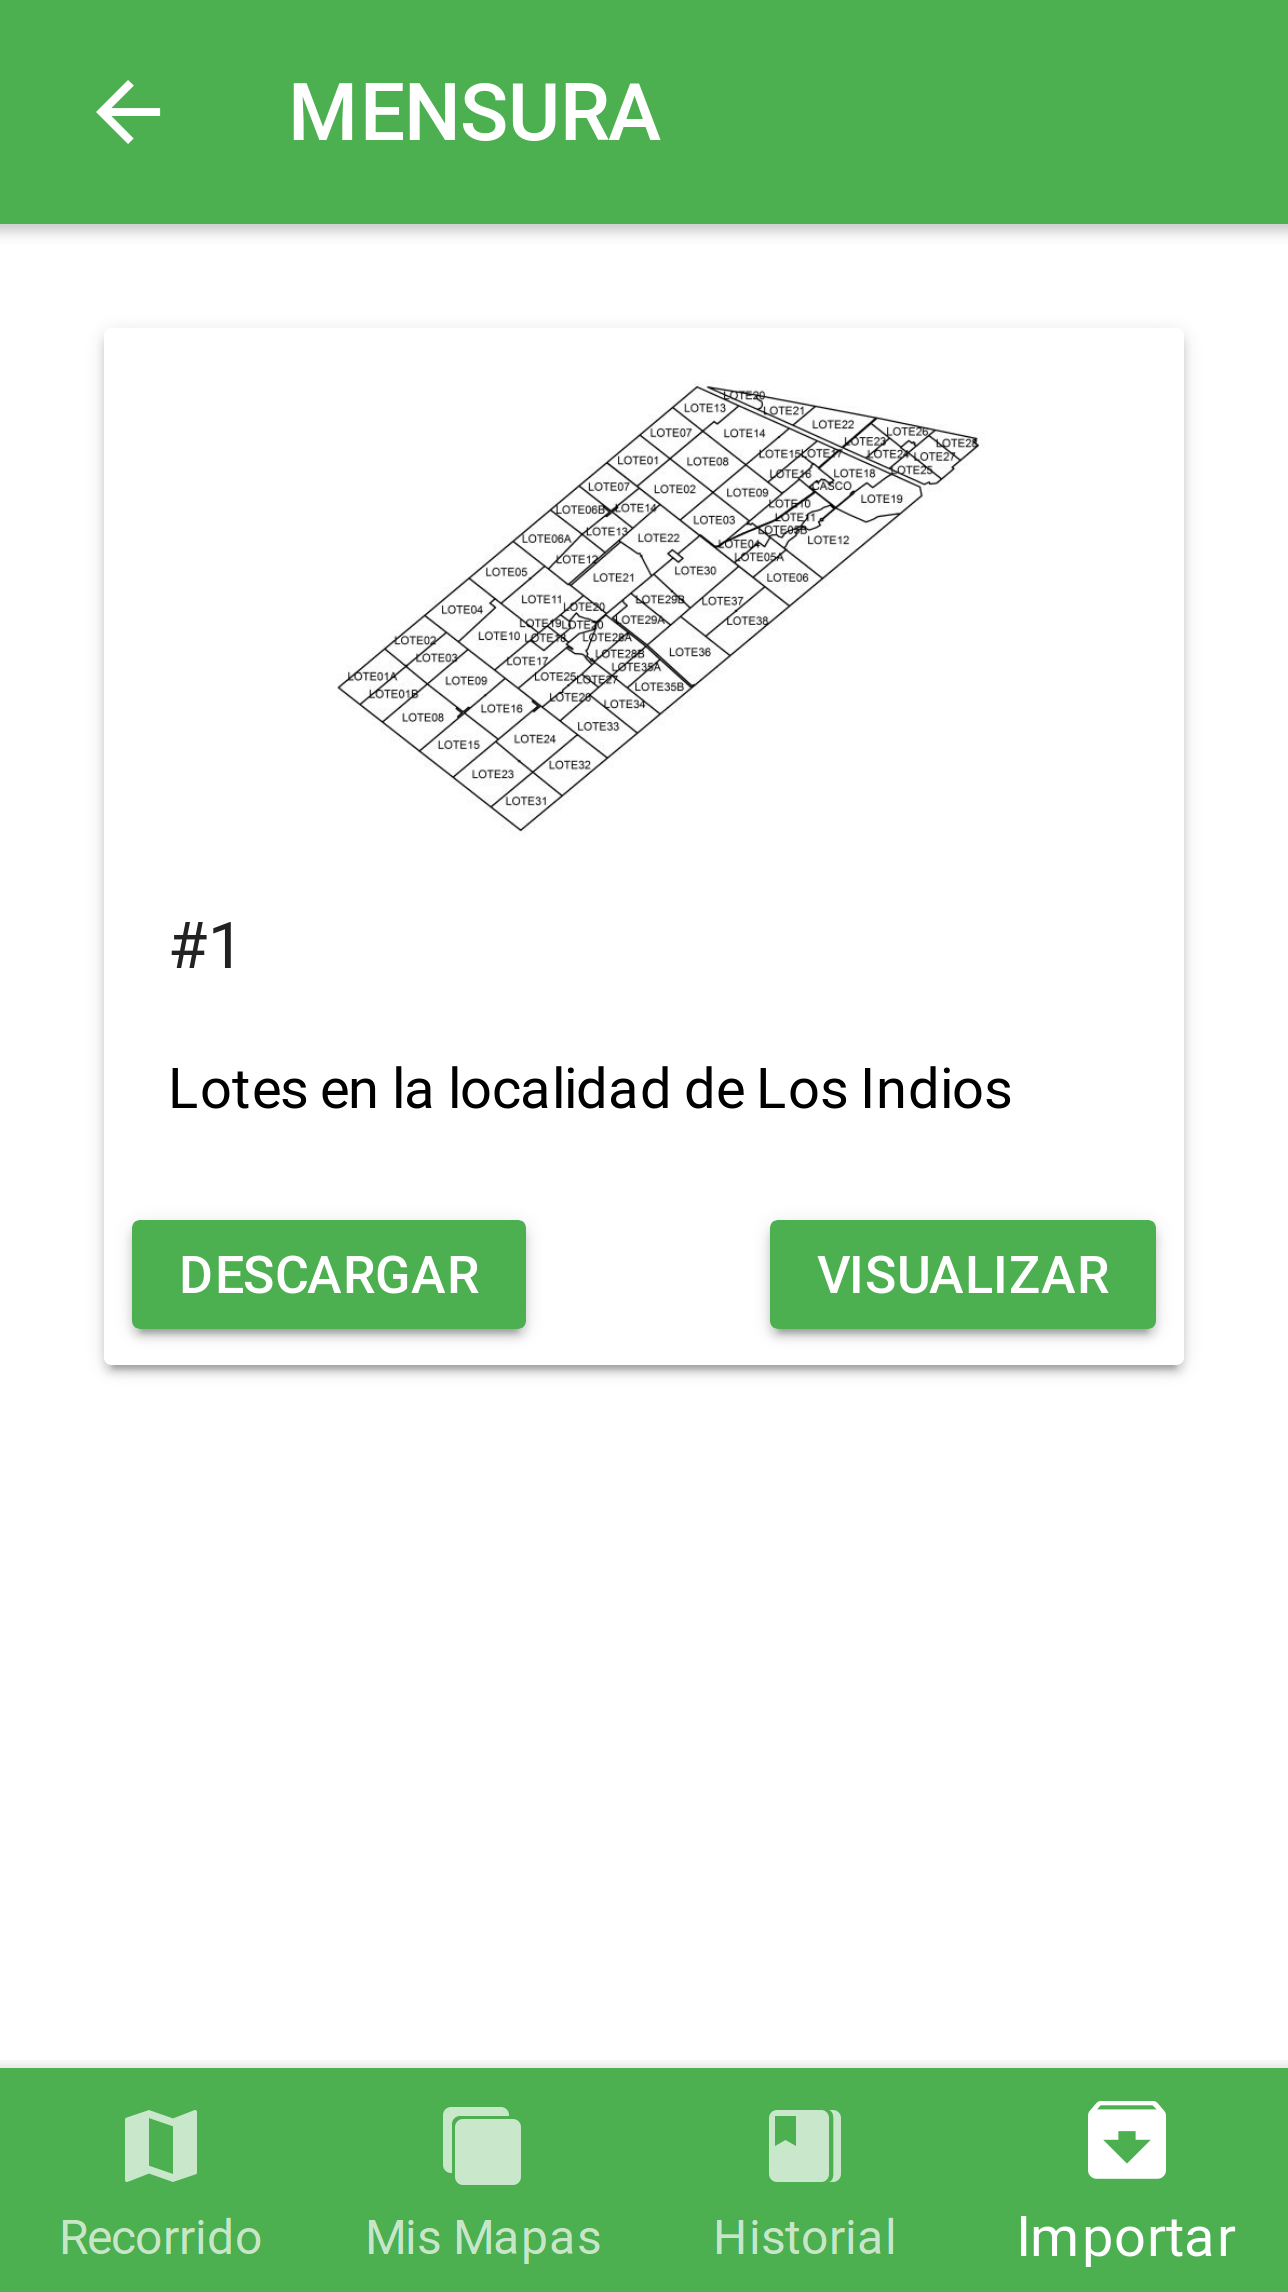 MENSURA
LOTE20
LOTE13
LOTE21
LOTE22
LOTE07
LOTE14
LOTE26
LOTE23
LOTE28
LOTE15
LOTE17
LOTE24
LOTE27
LOTE01
LOTE08
LOTE25
LOTE16
LOTE18
LOTE07
LOTE02
CASCO
LOTE09
LOTE19
LOTE06B
LOTE14
LOTE10
LOTE03
LOTE11
LOTE13
LOTE05B
LOTE06A
LOTE22
LOTE04
LOTE12
LOTE12
LOTE05A
LOTE05
LOTE21
LOTE30
LOTE06
LOTE11
LOTE29B
LOTE37
LOTE04
LOTE20
LOTE29A
LOTE38
LOTE19
LOTE20
LOTE02
LOTE10
LOTE18
LOTE28A
LOTE03
LOTE17
LOTE28B
LOTE36
LOTE35A
LOTE01A
LOTE09
LOTE25
LOTE27
LOTE01B
LOTE35B
LOTE34
LOTE08
LOTE16
LOTE33
LOTE15
LOTE24
LOTE32
LOTE23
LOTE31
#1
Lotes en la localidad de Los Indios
DESCARGAR
VISUALIZAR
Recorrido
Mis Mapas
Historial
Importar